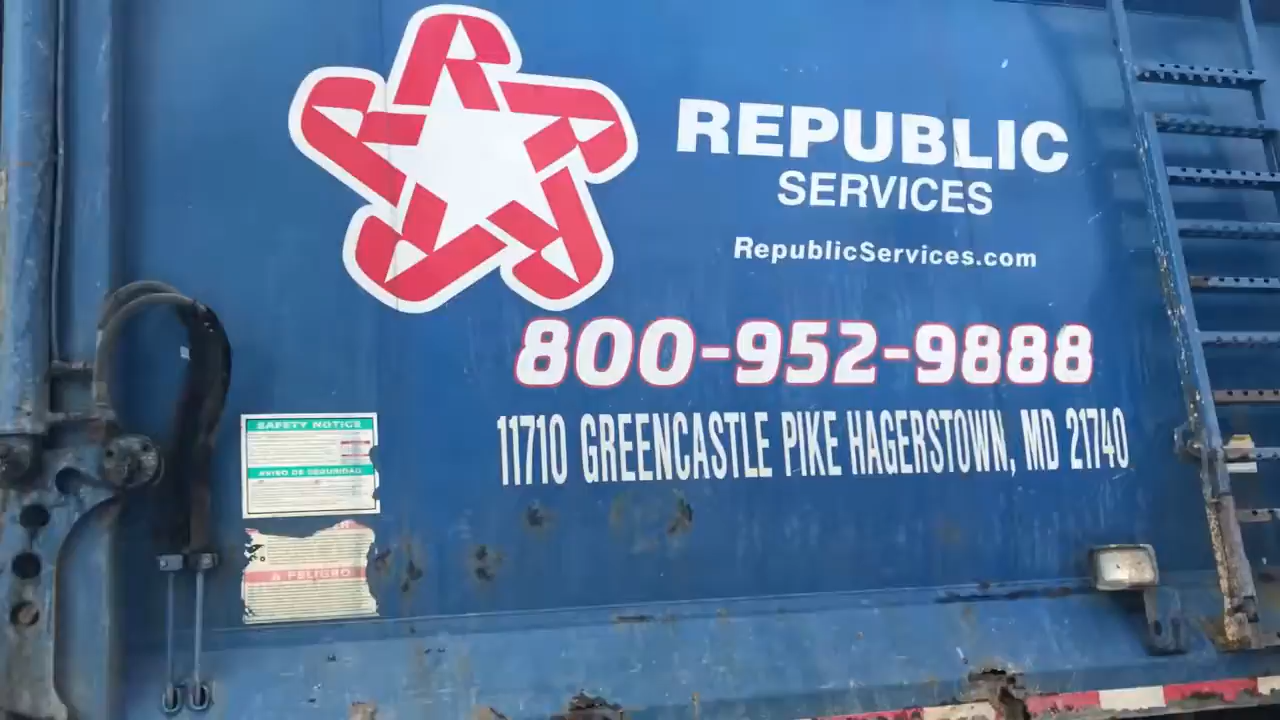 REPUBLIC
SERVICES
RepublicServices.com
800-952-9888
11710 GREENCASTLE PIKE HAGERSTOWN, MD 21740
SAFETY NOTICE
AVISO DE SEGURIDAD
PELIGRO